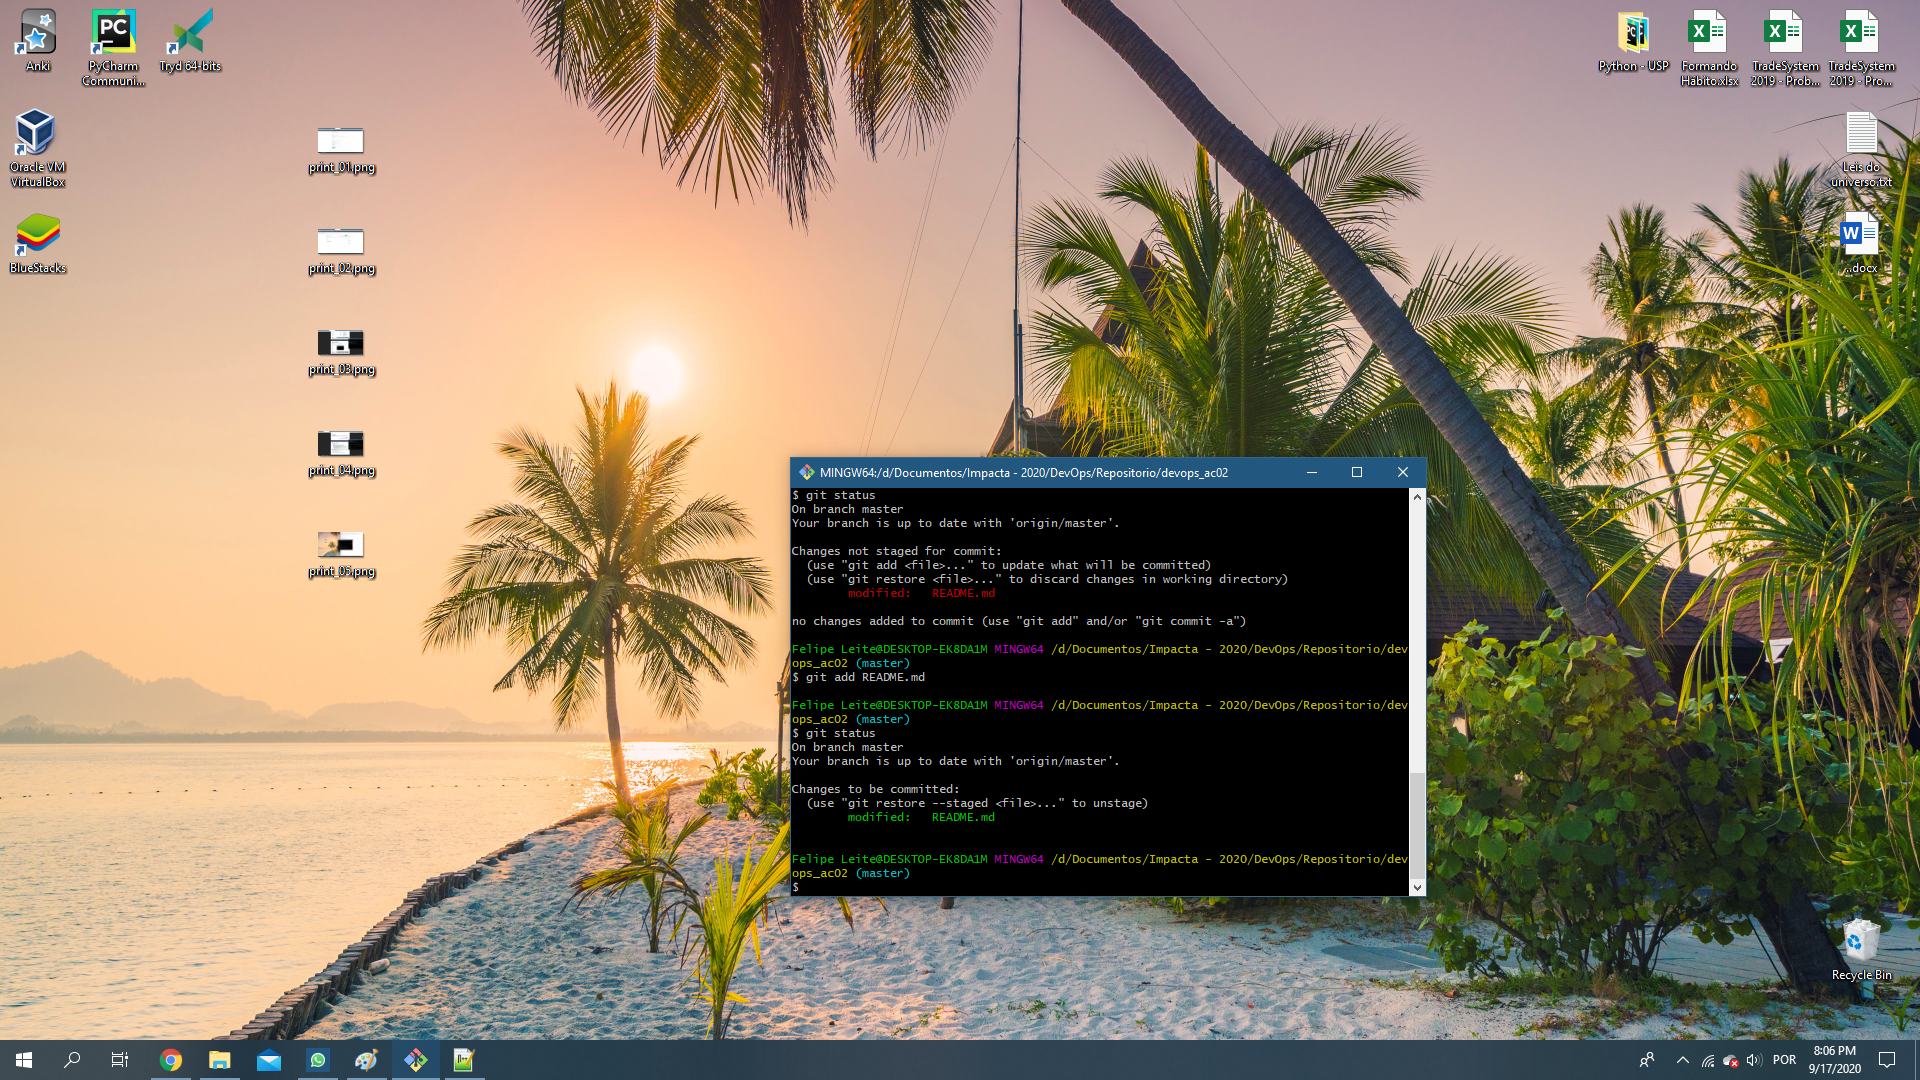 Anki
PyCharm
Communi...
Tryd 64-bits
Oracle VM
VirtualBox
BlueStacks
print_01.png
print_02.png
print_03.png
print_04.png
print_05.png
Python - USP
Formando
Hábito.xlsx
TradeSystem
2019 - Prob...
TradeSystem
2019 - Pro...
Leis do
universo.txt
..docx
MINGW64:/d/Documentos/Impacta - 2020/DevOps/Repositorio/devops_ac02
$ git status
On branch master
Your branch is up to date with 'origin/master'.
Changes not staged for commit:
(use "git add <file>..." to update what will be committed)
(use "git restore <file>..." to discard changes in working directory)
modified:   README.md
no changes added to commit (use "git add" and/or "git commit -a")
Felipe Leite@DESKTOP-EK8DA1M MINGW64 /d/Documentos/Impacta - 2020/DevOps/Repositorio/dev
ops_ac02 (master)
$ git add README.md
Felipe Leite@DESKTOP-EK8DA1M MINGW64 /d/Documentos/Impacta - 2020/DevOps/Repositorio/dev
ops_ac02 (master)
$ git status
On branch master
Your branch is up to date with 'origin/master'.
Changes to be committed:
(use "git restore --staged <file>..." to unstage)
modified:   README.md
Felipe Leite@DESKTOP-EK8DA1M MINGW64 /d/Documentos/Impacta - 2020/DevOps/Repositorio/dev
ops_ac02 (master)
$
Recycle Bin
POR
8:06 PM
9/17/2020